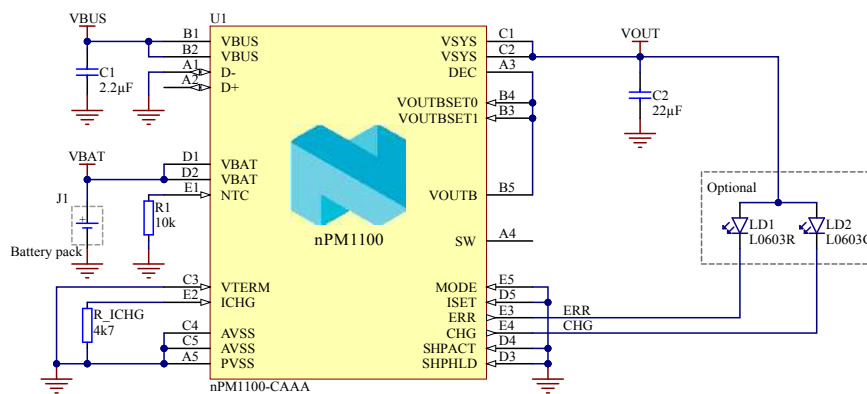 U1
VBUS
B1
VBUS
B2
VBUS
A1
D-
A2
D+
C1
2.2µF
VBAT
D1
VBAT
D2
VBAT
E1
NTC
J1
+
Battery pack
R1
10k
C3
VTERM
E2
ICHG
R_ICHG
4k7
C4
AVSS
C5
AVSS
A5
PVSS
nPM1100
nPM1100-CAAA
VSYS
C1
VSYS
C2
DEC
A3
VOUTBSET0
B4
VOUTBSET1
B3
VOUTB
B5
SW
A4
MODE
E5
ISET
D5
ERR
E3
ERR
CHG
E4
CHG
SHPACT
D4
SHPHLD
D3
VOUT
C2
22µF
Optional
LD1
L0603R
LD2